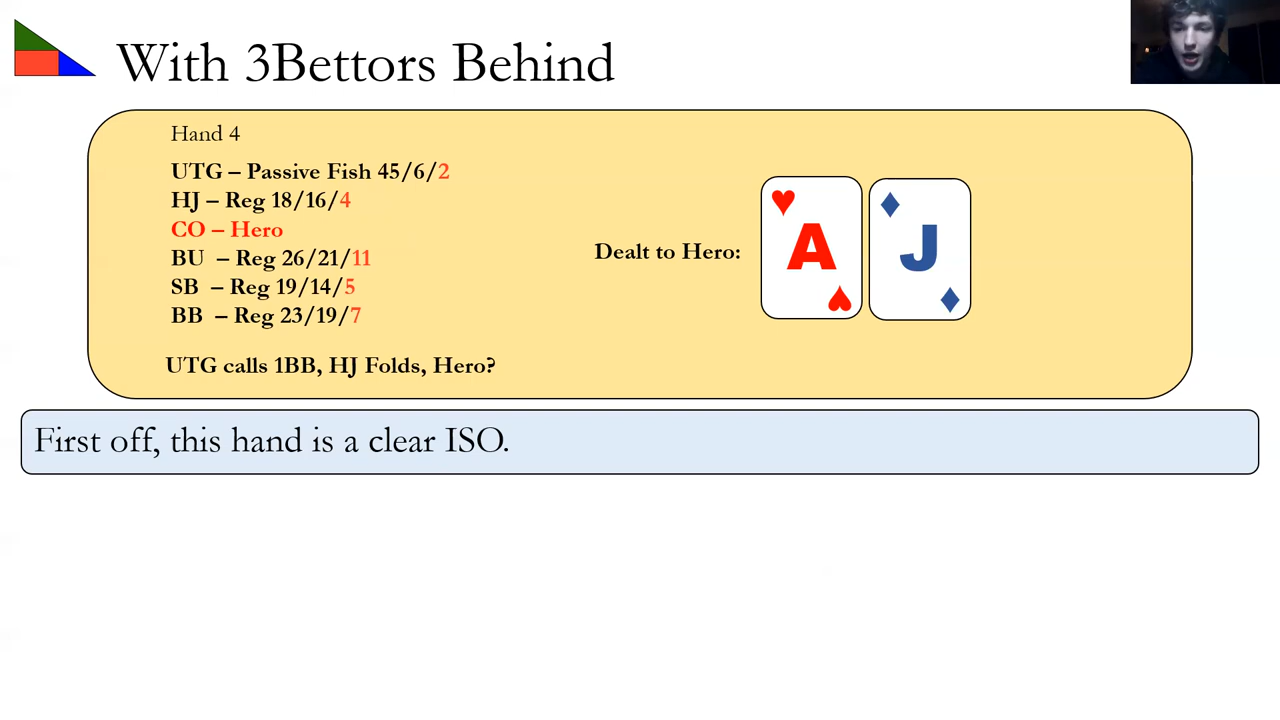 With 3Bettors Behind
Hand 4
UTG – Passive Fish 45/6/2
HJ – Reg 18/16/4
CO – Hero
BU – Reg 26/21/11
SB – Reg 19/14/5
BB – Reg 23/19/7
UTG calls 1BB, HJ Folds, Hero?
Dealt to Hero:
A
J
First off, this hand is a clear ISO.